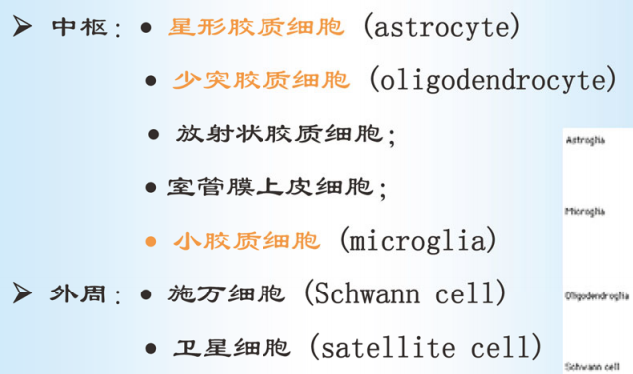 ➢ 中枢: ● 星形胶质细胞 (astrocyte)
● 少突胶质细胞 (oligodendrocyte)
● 放射状胶质细胞;
● 室管膜上皮细胞;
● 小胶质细胞 (microglia)
➢ 外周: ● 施万细胞 (Schwann cell)
● 卫星细胞 (satellite cell)
Astroglia
Microglia
Oligodendroglia
Schwann cell